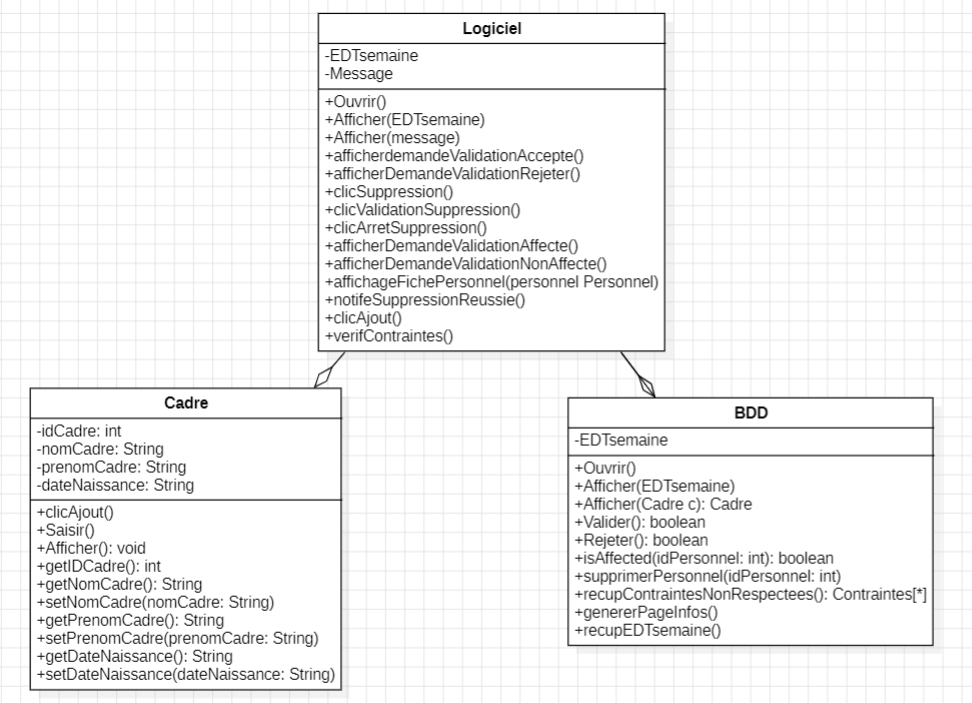 Logiciel
-EDTsemaine
-Message
+Ouvrir()
+Afficher(EDTsemaine)
+Afficher(message)
+afficherdemandeValidationAccepte()
+afficherDemandeValidationRejeter()
+clicSuppression()
+clicValidationSuppression()
+clicArretSuppression()
+afficherDemandeValidationAffecte()
+afficherDemandeValidationNonAffecte()
+affichageFichePersonnel(personnel Personnel)
+notifeSuppressionReussie()
+clicAjout()
+verifContraintes()
Cadre
-idCadre: int
-nomCadre: String
-prenomCadre: String
-dateNaissance: String
+clicAjout()
+Saisir()
+Afficher(): void
+getIDCadre(): int
+getNomCadre(): String
+setNomCadre(nomCadre: String)
+getPrenomCadre(): String
+setPrenomCadre(prenomCadre: String)
+getDateNaissance(): String
+setDateNaissance(dateNaissance: String)
BDD
-EDTsemaine
+Ouvrir()
+Afficher(EDTsemaine)
+Afficher(Cadre c): Cadre
+Valider(): boolean
+Rejeter(): boolean
+isAffected(idPersonnel: int): boolean
+supprimerPersonnel(idPersonnel: int)
+recupContraintesNonRespectees(): Contraintes[*]
+genererPageInfos()
+recupEDTsemaine()